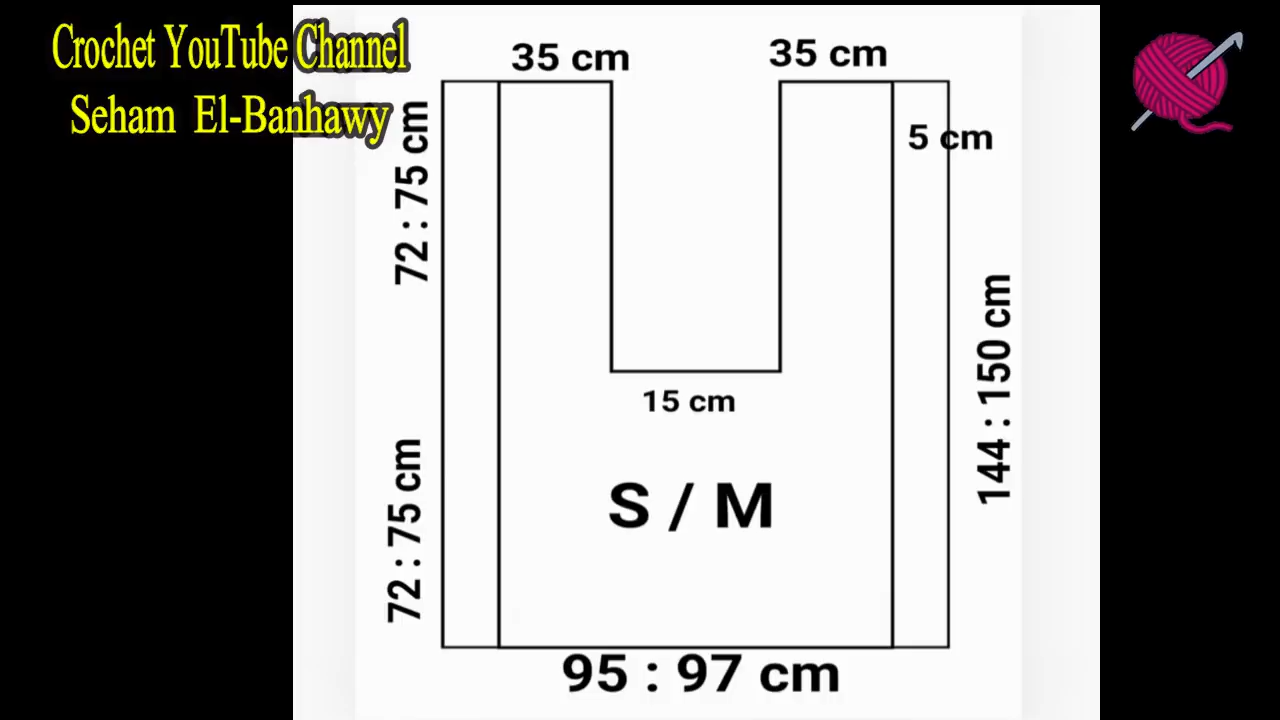 Crochet YouTube Channel
Seham El-Banhawy
35 cm
35 cm
5 cm
72 : 75 cm
144 : 150 cm
15 cm
S / M
72 : 75 cm
95 : 97 cm